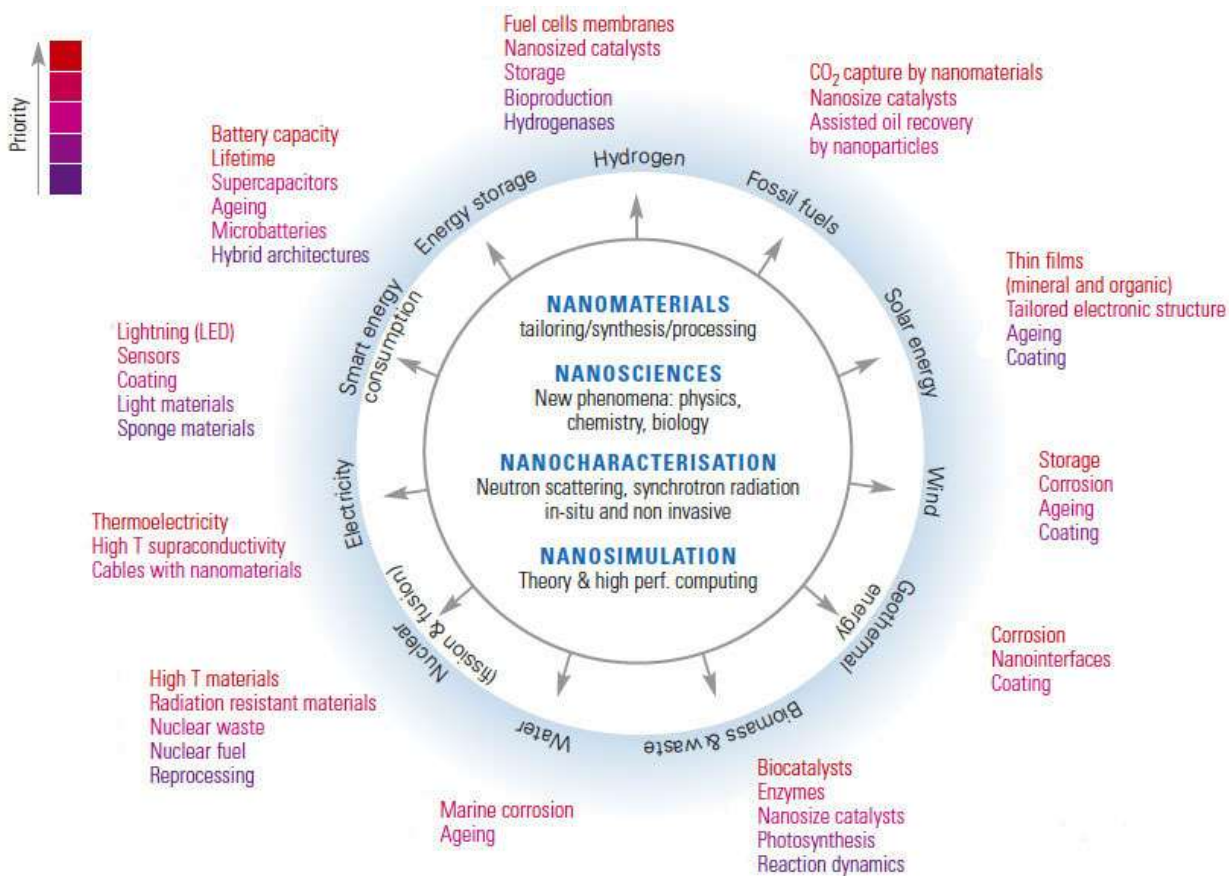 Priority
Fuel cells membranes
Nanosized catalysts
Storage
Bioproduction
Hydrogenases
Hydrogen
CO₂ capture by nanomaterials
Nanosize catalysts
Assisted oil recovery
by nanoparticles
Fossil fuels
Thin films
(mineral and organic)
Tailored electronic structure
Ageing
Coating
Solar energy
Storage
Corrosion
Ageing
Coating
Wind
Corrosion
Nanointerfaces
Coating
Geothermal
energy
Biocatalysts
Enzymes
Nanosize catalysts
Photosynthesis
Reaction dynamics
Biomass & waste
Marine corrosion
Ageing
Water
High T materials
Radiation resistant materials
Nuclear waste
Nuclear fuel
Reprocessing
Nuclear
(fission & fusion)
Thermoelectricity
High T supraconductivity
Cables with nanomaterials
Electricity
Lightning (LED)
Sensors
Coating
Light materials
Sponge materials
Smart energy
consumption
Battery capacity
Lifetime
Supercapacitors
Ageing
Microbatteries
Hybrid architectures
Energy storage
NANOMATERIALS
tailoring/synthesis/processing
NANOSCIENCES
New phenomena: physics,
chemistry, biology
NANOCHARACTERISATION
Neutron scattering, synchrotron radiation
in-situ and non invasive
NANOSIMULATION
Theory & high perf. computing